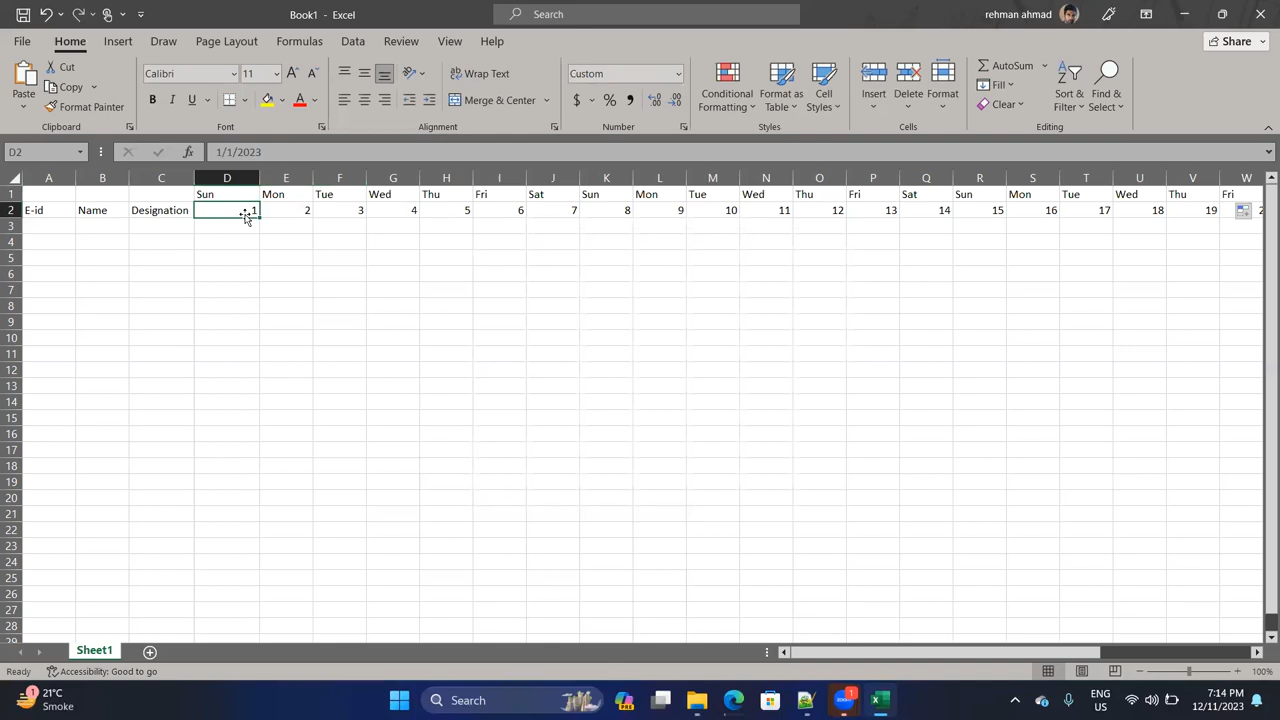 Book1 - Excel
Search
rehman ahmad
File Home Insert Draw Page Layout Formulas Data Review View Help
Share
Paste
Cut
Copy
Format Painter
Clipboard
Calibri 11
B I U
Font
Wrap Text
Merge & Center
Alignment
Custom
$ % ,
Number
Conditional Formatting
Format as Table
Cell Styles
Styles
Insert Delete Format
Cells
AutoSum
Fill
Clear
Sort & Filter
Find & Select
Editing
D2 fx 1/1/2023
A B C D E F G H I J K L M N O P Q R S T U V W
1 Sun Mon Tue Wed Thu Fri Sat Sun Mon Tue Wed Thu Fri Sat Sun Mon Tue Wed Thu Fri
2 E-id Name Designation 1 2 3 4 5 6 7 8 9 10 11 12 13 14 15 16 17 18 19
3
4
5
6
7
8
9
10
11
12
13
14
15
16
17
18
19
20
21
22
23
24
25
26
27
28
29
Sheet1
Ready Accessibility: Good to go 100%
21°C
Smoke
1
Search
PRE
1
ENG
US
7:14 PM
12/11/2023